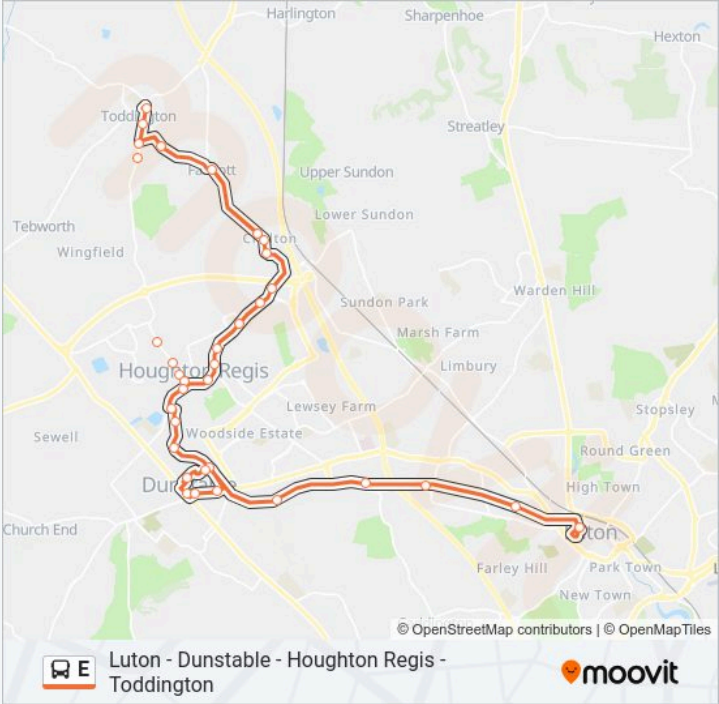 Harlington
Sharpenhoe
Hexton
Toddington
Streatley
Upper Sundon
Lower Sundon
Tebworth
Wingfield
Warden Hill
Sundon Park
Marsh Farm
Houghton Regis
Limbury
Lewsey Farm
Stopsley
Sewell
Woodside Estate
Round Green
High Town
Church End
Farley Hill
Park Town
New Town
© OpenStreetMap contributors | © OpenMapTiles
E
Luton - Dunstable - Houghton Regis -
Toddington
moovit